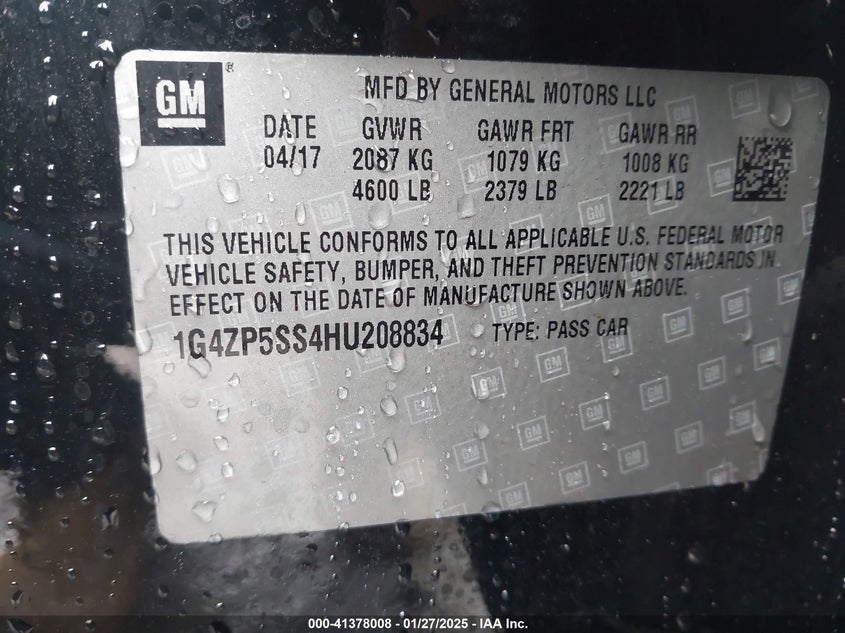 GM ®
MFD BY GENERAL MOTORS LLC
DATE GVWR GAWR FRT GAWR RR
04/17 2087 KG 1079 KG 1008 KG
4600 LB 2379 LB 2221 LB
THIS VEHICLE CONFORMS TO ALL APPLICABLE U.S. FEDERAL MOTOR
VEHICLE SAFETY, BUMPER, AND THEFT PREVENTION STANDARDS IN
EFFECT ON THE DATE OF MANUFACTURE SHOWN ABOVE.
1G4ZP5SS4HU208834 TYPE: PASS CAR
000-41378008 - 01/27/2025 - IAA Inc.